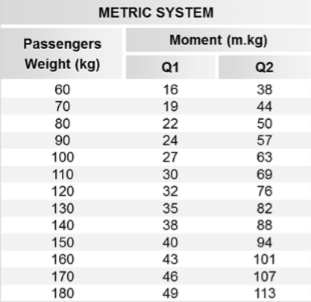 METRIC SYSTEM
Passengers Weight (kg) Moment (m.kg)
Q1 Q2
60 16 38
70 19 44
80 22 50
90 24 57
100 27 63
110 30 69
120 32 76
130 35 82
140 38 88
150 40 94
160 43 101
170 46 107
180 49 113